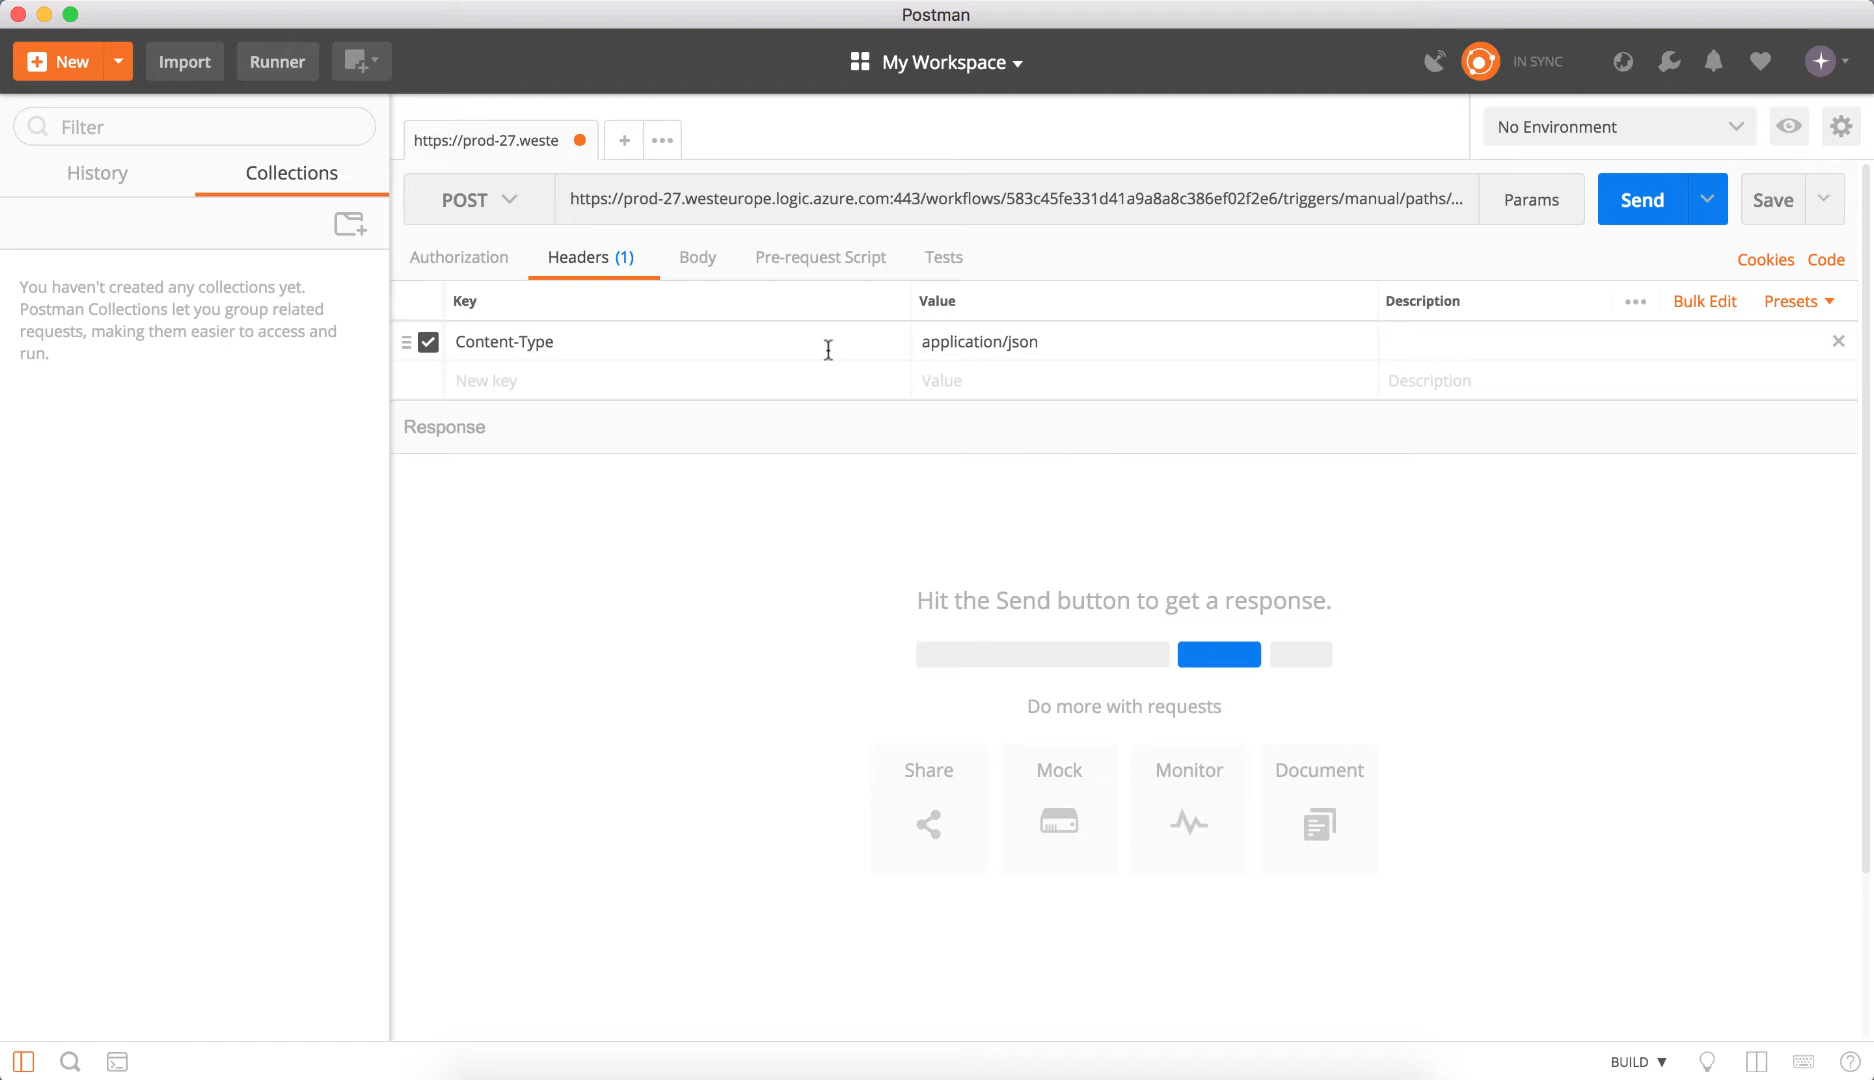 Postman
New
Import
Runner
My Workspace
IN SYNC
Filter
History
Collections
You haven't created any collections yet.
Postman Collections let you group related
requests, making them easier to access and
run.
https://prod-27.weste
No Environment
POST
https://prod-27.westeurope.logic.azure.com:443/workflows/583c45fe331d41a9a8a8c386ef02f2e6/triggers/manual/paths/...
Params
Send
Save
Authorization
Headers (1)
Body
Pre-request Script
Tests
Cookies
Code
Key
Value
Description
Bulk Edit
Presets
Content-Type
application/json
New key
Value
Description
Response
Hit the Send button to get a response.
Do more with requests
Share
Mock
Monitor
Document
BUILD